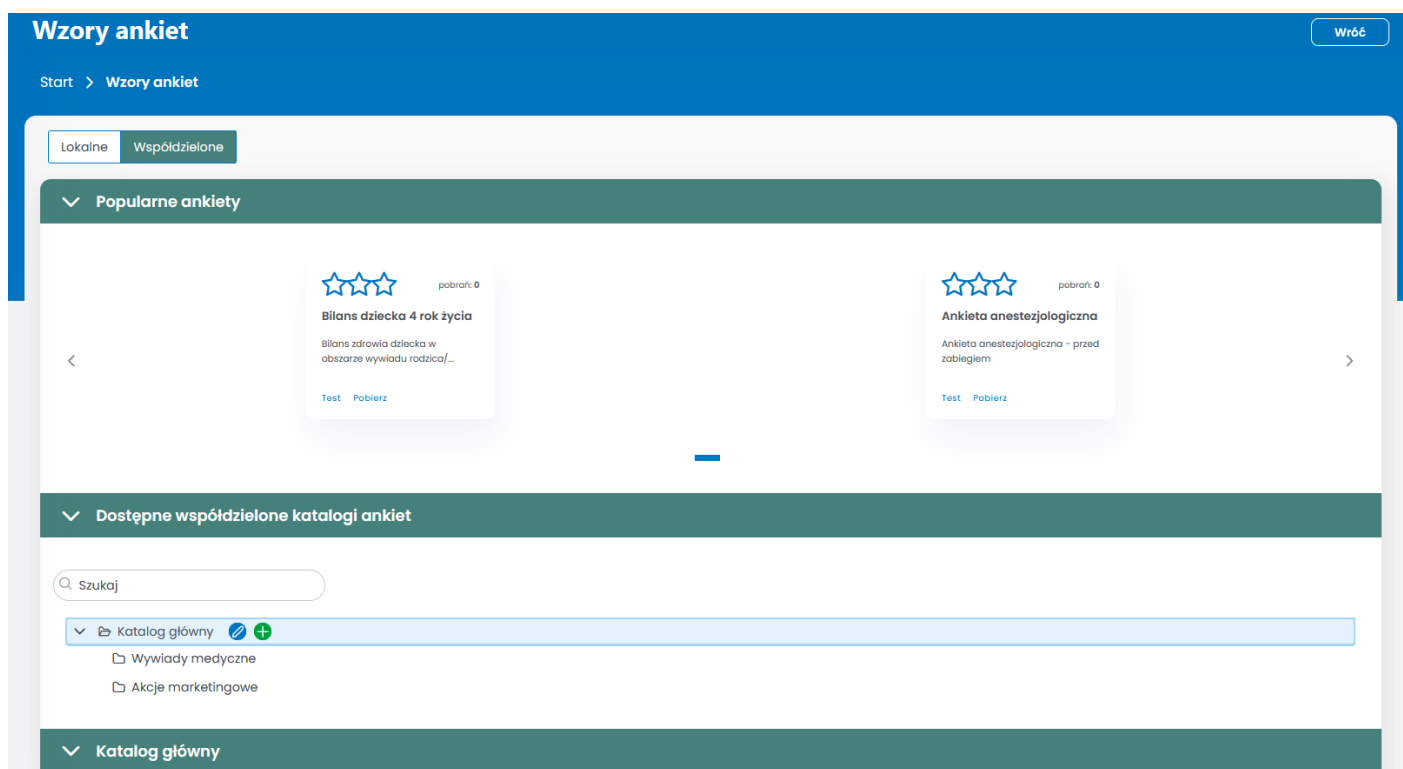 Wzory ankiet
Wróć
Start > Wzory ankiet
Lokalne Współdzielone
Popularne ankiety
pobrań: 0
Bilans dziecka 4 rok życia
Bilans zdrowia dziecka w
obszarze wywiadu rodzica/...
Test Pobierz
pobrań: 0
Ankieta anestezjologiczna
Ankieta anestezjologiczna - przed
zabiegiem
Test Pobierz
Dostępne współdzielone katalogi ankiet
Szukaj
Katalog główny
Wywiady medyczne
Akcje marketingowe
Katalog główny